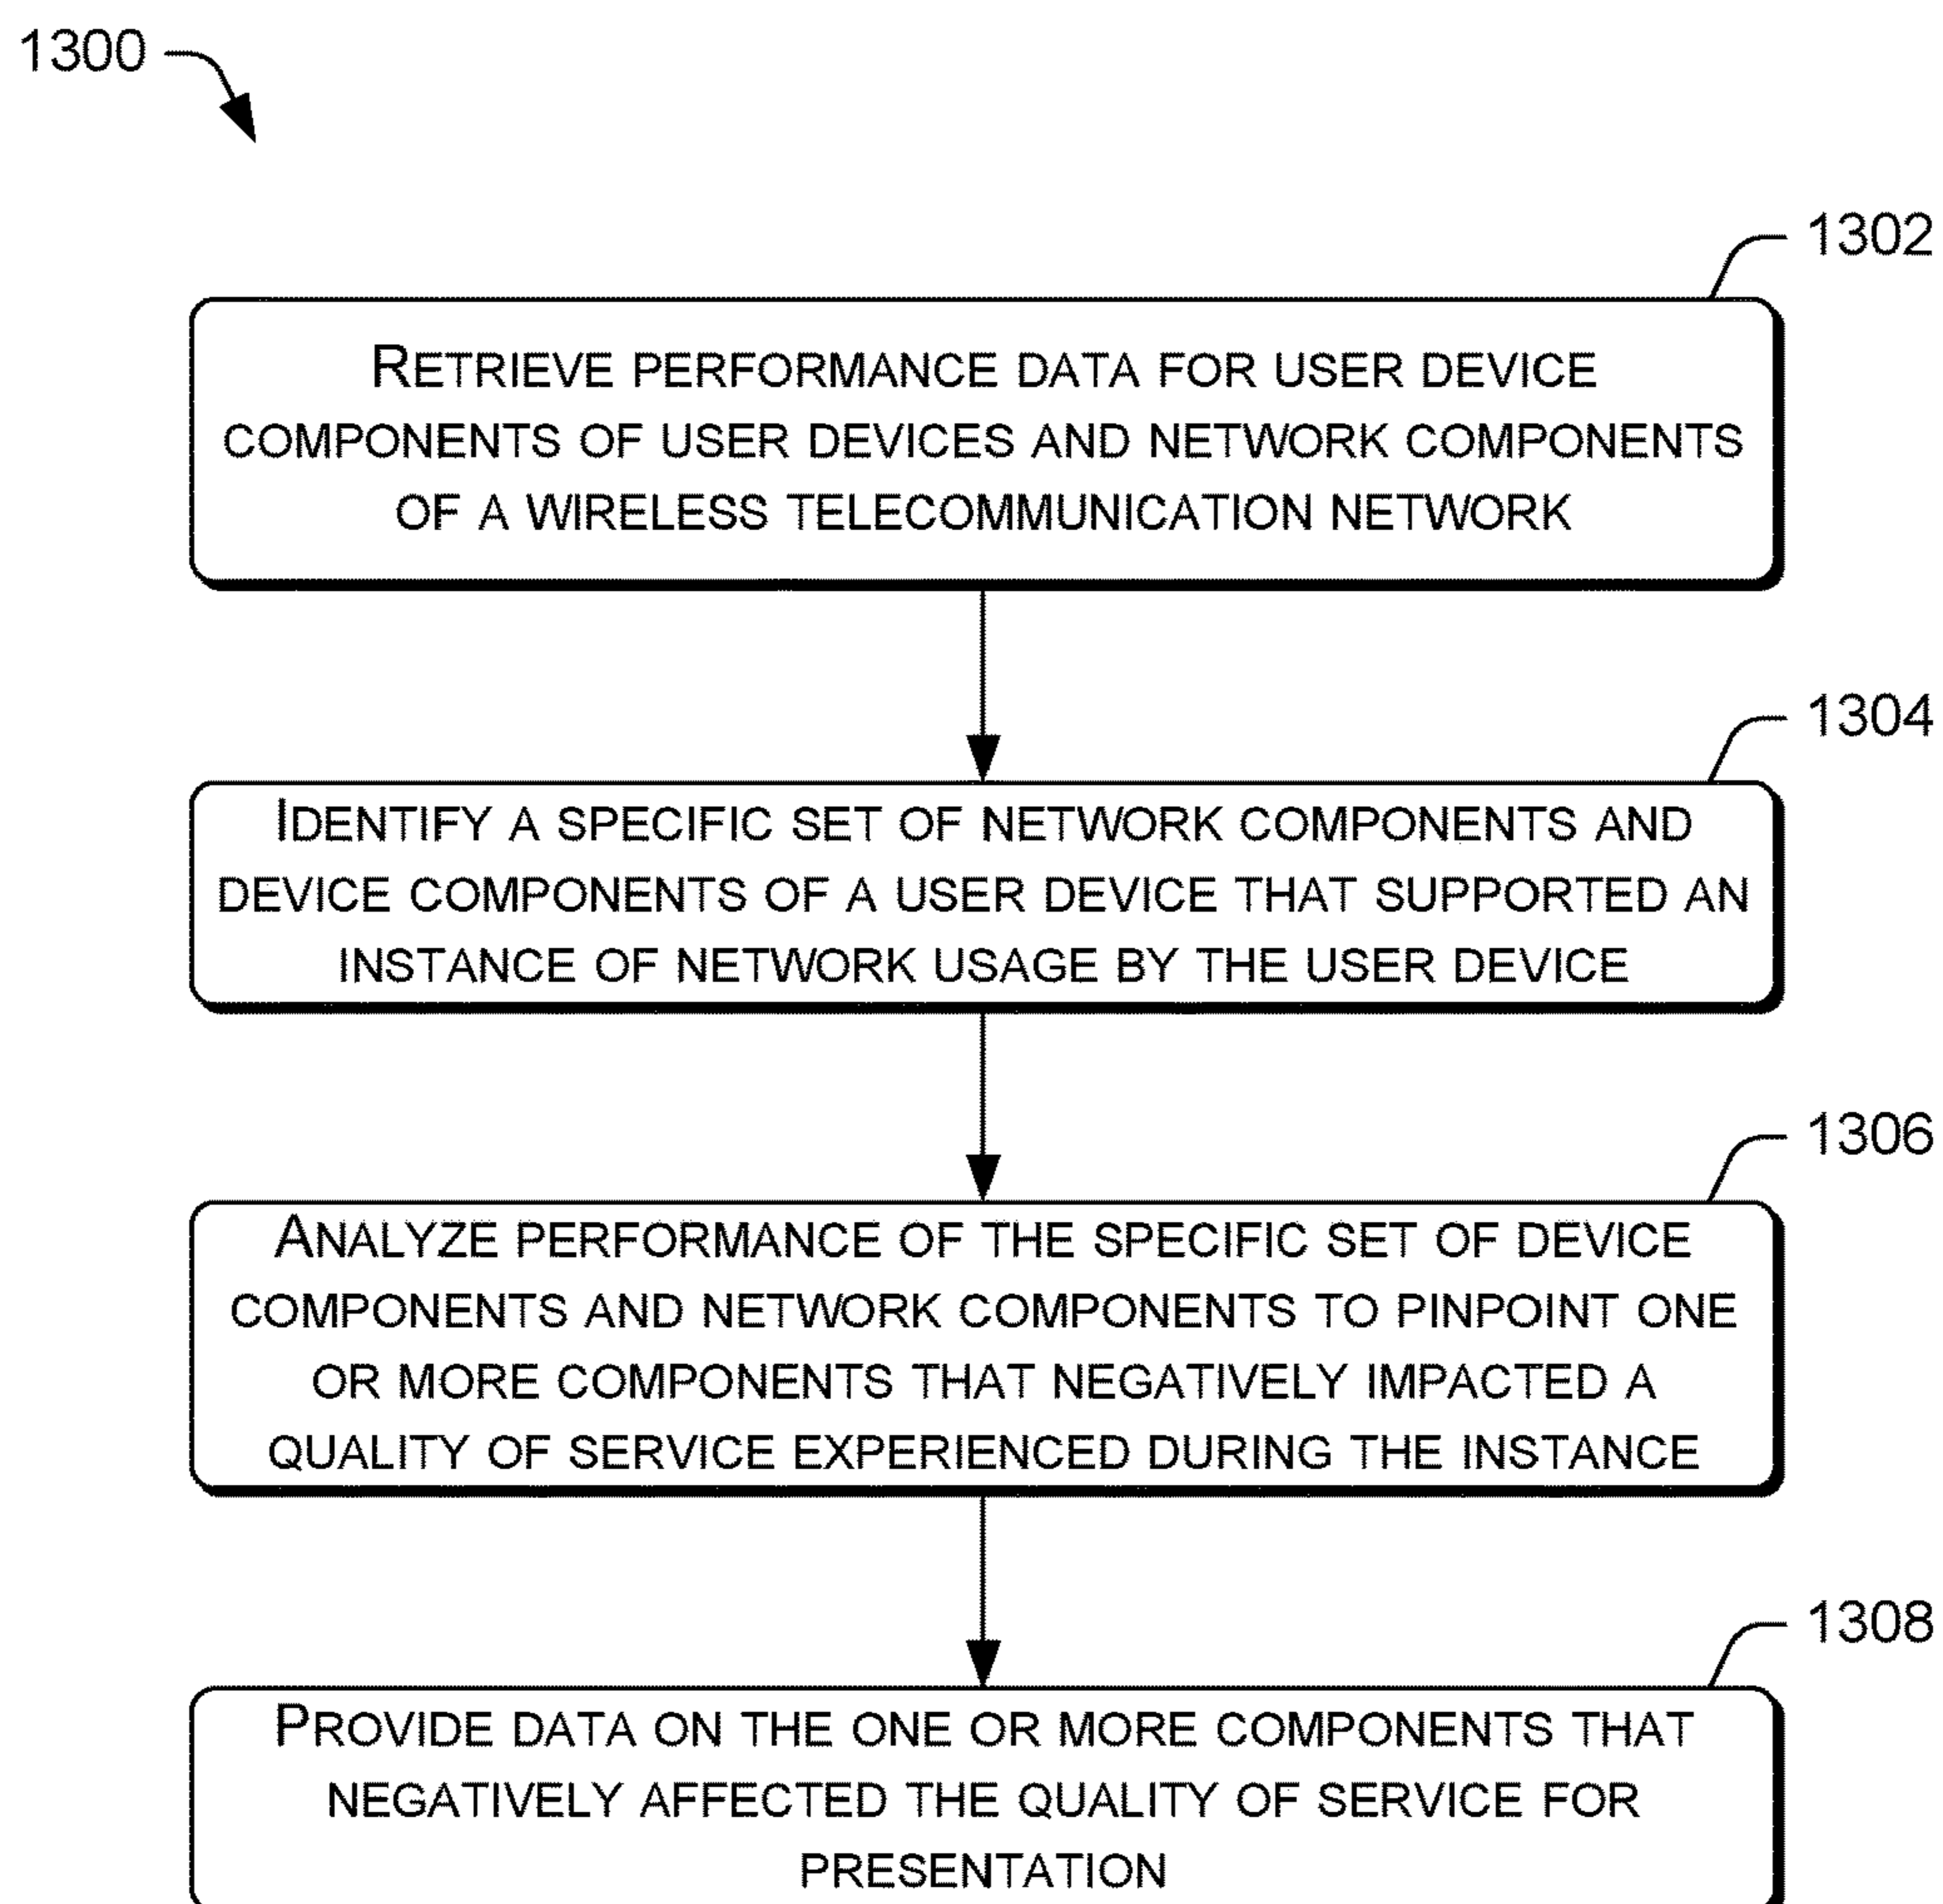 1300
1302
RETRIEVE PERFORMANCE DATA FOR USER DEVICE
COMPONENTS OF USER DEVICES AND NETWORK COMPONENTS
OF A WIRELESS TELECOMMUNICATION NETWORK
1304
IDENTIFY A SPECIFIC SET OF NETWORK COMPONENTS AND
DEVICE COMPONENTS OF A USER DEVICE THAT SUPPORTED AN
INSTANCE OF NETWORK USAGE BY THE USER DEVICE
1306
ANALYZE PERFORMANCE OF THE SPECIFIC SET OF DEVICE
COMPONENTS AND NETWORK COMPONENTS TO PINPOINT ONE
OR MORE COMPONENTS THAT NEGATIVELY IMPACTED A
QUALITY OF SERVICE EXPERIENCED DURING THE INSTANCE
1308
PROVIDE DATA ON THE ONE OR MORE COMPONENTS THAT
NEGATIVELY AFFECTED THE QUALITY OF SERVICE FOR
PRESENTATION